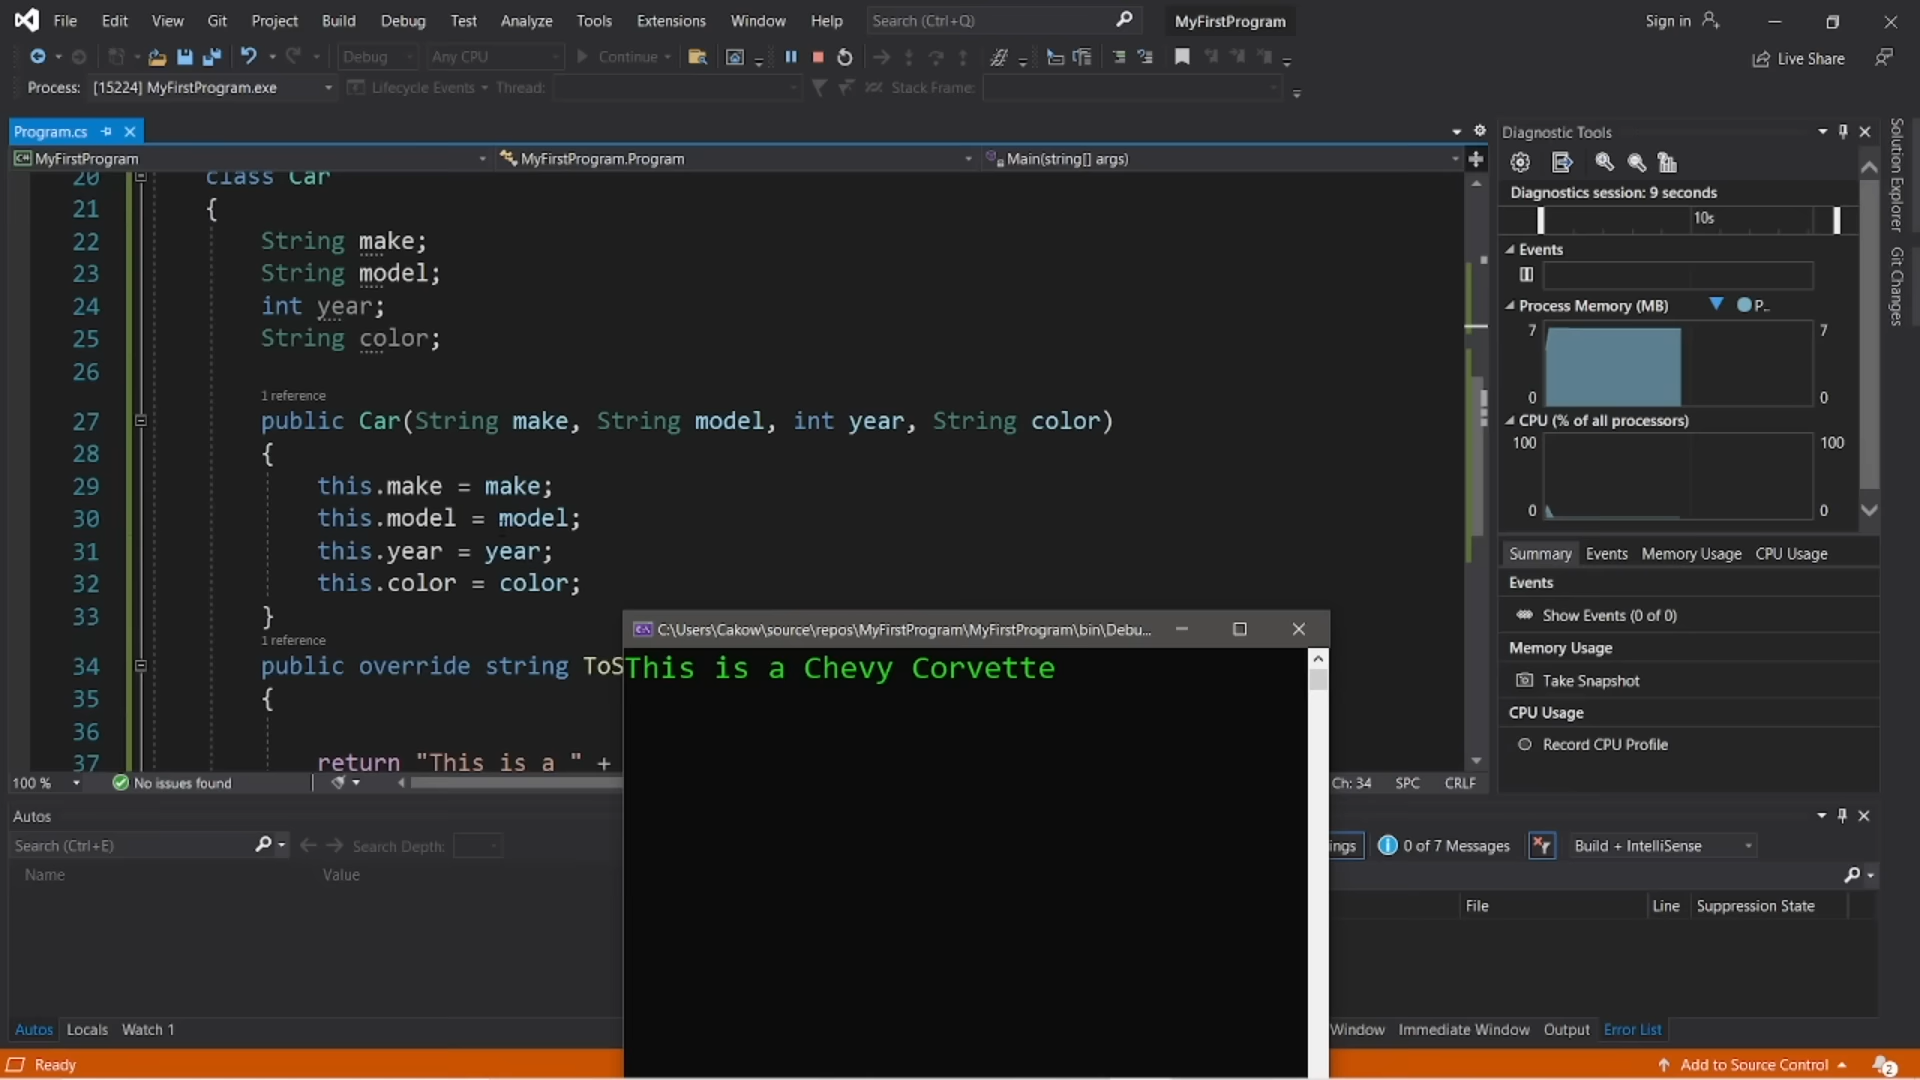 File Edit View Git Project Build Debug Test Analyze Tools Extensions Window Help Search (Ctrl+Q) MyFirstProgram Sign in
Debug Any CPU Continue Live Share
Process: [15224] MyFirstProgram.exe Lifecycle Events Thread: Stack Frame:
Program.cs
MyFirstProgram MyFirstProgram.Program Main(string[] args)
20 class Car
21 {
22 String make;
23 String model;
24 int year;
25 String color;
26
1 reference
27 public Car(String make, String model, int year, String color)
28 {
29 this.make = make;
30 this.model = model;
31 this.year = year;
32 this.color = color;
33 }
1 reference
34 public override string ToS
35 {
36
37 return "This is a " +
100 % No issues found Ch: 34 SPC CRLF
C:\Users\Cakow\source\repos\MyFirstProgram\MyFirstProgram\bin\Debu...
This is a Chevy Corvette
Diagnostic Tools
Diagnostics session: 9 seconds
10s
Events
Process Memory (MB) P...
7 7
0 0
CPU (% of all processors)
100 100
0 0
Summary Events Memory Usage CPU Usage
Events
Show Events (0 of 0)
Memory Usage
Take Snapshot
CPU Usage
Record CPU Profile
Solution Explorer
Git Changes
Autos
Search (Ctrl+E) Search Depth:
Name Value
ings 0 of 7 Messages Build + IntelliSense
File Line Suppression State
Autos Locals Watch 1
Window Immediate Window Output Error List
Ready Add to Source Control 2